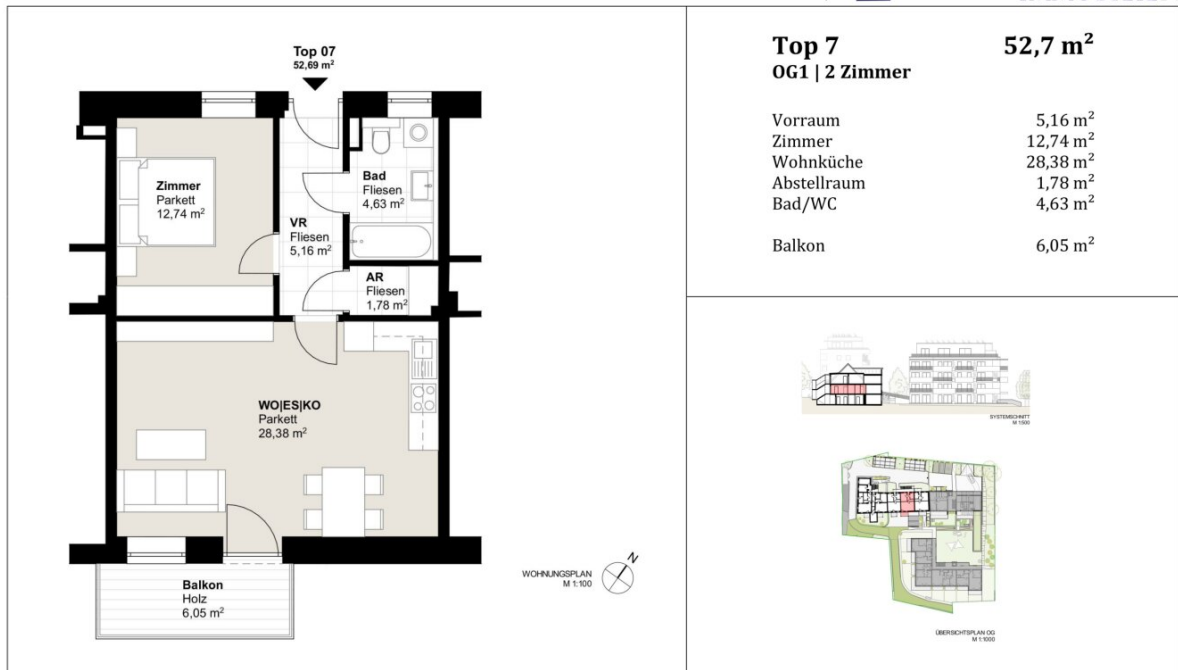 Top 07
52,69 m²
Zimmer
Parkett
12,74 m²
VR
Fliesen
5,16 m²
Bad
Fliesen
4,63 m²
AR
Fliesen
1,78 m²
WO|ES|KO
Parkett
28,38 m²
Balkon
Holz
6,05 m²
WOHNUNGSPLAN
M 1:100
N
Top 7 52,7 m²
OG1 | 2 Zimmer
Vorraum 5,16 m²
Zimmer 12,74 m²
Wohnküche 28,38 m²
Abstellraum 1,78 m²
Bad/WC 4,63 m²
Balkon 6,05 m²
SYSTEMSCHNITT
M 1:500
ÜBERSICHTSPLAN OG
M 1:1000